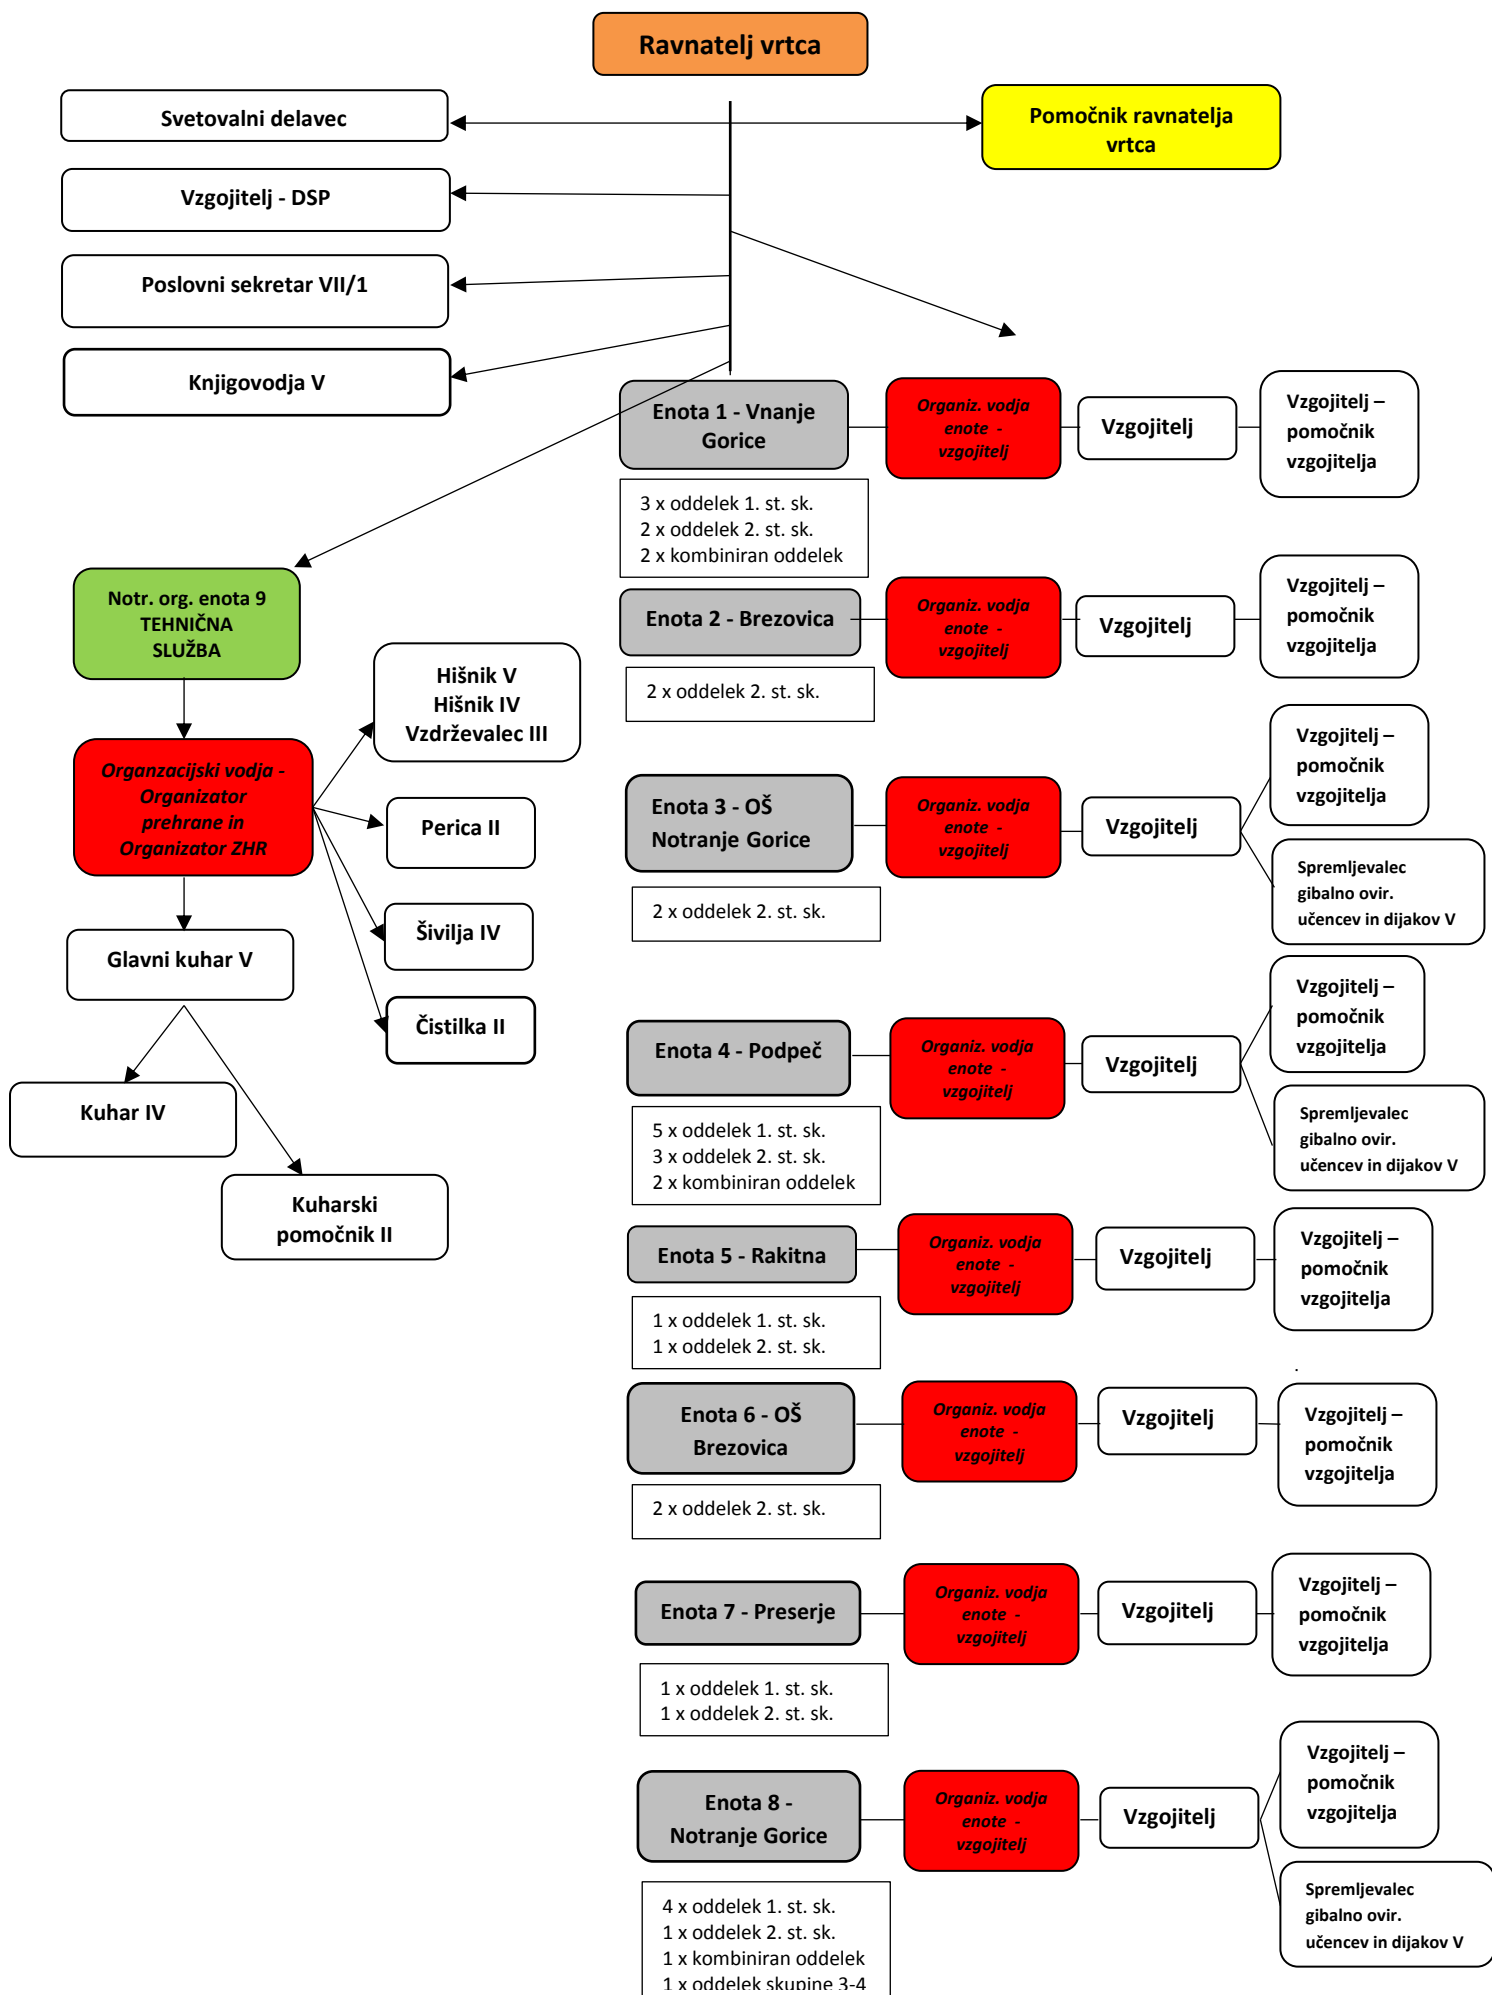 Ravnatelj vrtca
Svetovalni delavec
Pomočnik ravnatelja
vrtca
Vzgojitelj - DSP
Poslovni sekretar VII/1
Knjigovodja V
Enota 1 - Vnanje
Gorice
Organiz. vodja
enote -
vzgojitelj
Vzgojitelj
Vzgojitelj –
pomočnik
vzgojitelja
3 x oddelek 1. st. sk.
2 x oddelek 2. st. sk.
2 x kombiniran oddelek
Notr. org. enota 9
TEHNIČNA
SLUŽBA
Enota 2 - Brezovica
Organiz. vodja
enote -
vzgojitelj
Vzgojitelj
Vzgojitelj –
pomočnik
vzgojitelja
2 x oddelek 2. st. sk.
Hišnik V
Hišnik IV
Vzdrževalec III
Organzacijski vodja -
Organizator
prehrane in
Organizator ZHR
Perica II
Šivilja IV
Čistilka II
Glavni kuhar V
Kuhar IV
Kuharski
pomočnik II
Enota 3 - OŠ
Notranje Gorice
Organiz. vodja
enote -
vzgojitelj
Vzgojitelj
Vzgojitelj –
pomočnik
vzgojitelja
Spremljevalec
gibalno ovir.
učencev in dijakov V
2 x oddelek 2. st. sk.
Enota 4 - Podpeč
Organiz. vodja
enote -
vzgojitelj
Vzgojitelj
Vzgojitelj –
pomočnik
vzgojitelja
Spremljevalec
gibalno ovir.
učencev in dijakov V
5 x oddelek 1. st. sk.
3 x oddelek 2. st. sk.
2 x kombiniran oddelek
Enota 5 - Rakitna
Organiz. vodja
enote -
vzgojitelj
Vzgojitelj
Vzgojitelj –
pomočnik
vzgojitelja
1 x oddelek 1. st. sk.
1 x oddelek 2. st. sk.
.
Enota 6 - OŠ
Brezovica
Organiz. vodja
enote -
vzgojitelj
Vzgojitelj
Vzgojitelj –
pomočnik
vzgojitelja
2 x oddelek 2. st. sk.
Enota 7 - Preserje
Organiz. vodja
enote -
vzgojitelj
Vzgojitelj
Vzgojitelj –
pomočnik
vzgojitelja
1 x oddelek 1. st. sk.
1 x oddelek 2. st. sk.
Enota 8 -
Notranje Gorice
Organiz. vodja
enote -
vzgojitelj
Vzgojitelj
Vzgojitelj –
pomočnik
vzgojitelja
Spremljevalec
gibalno ovir.
učencev in dijakov V
4 x oddelek 1. st. sk.
1 x oddelek 2. st. sk.
1 x kombiniran oddelek
1 x oddelek skupine 3-4